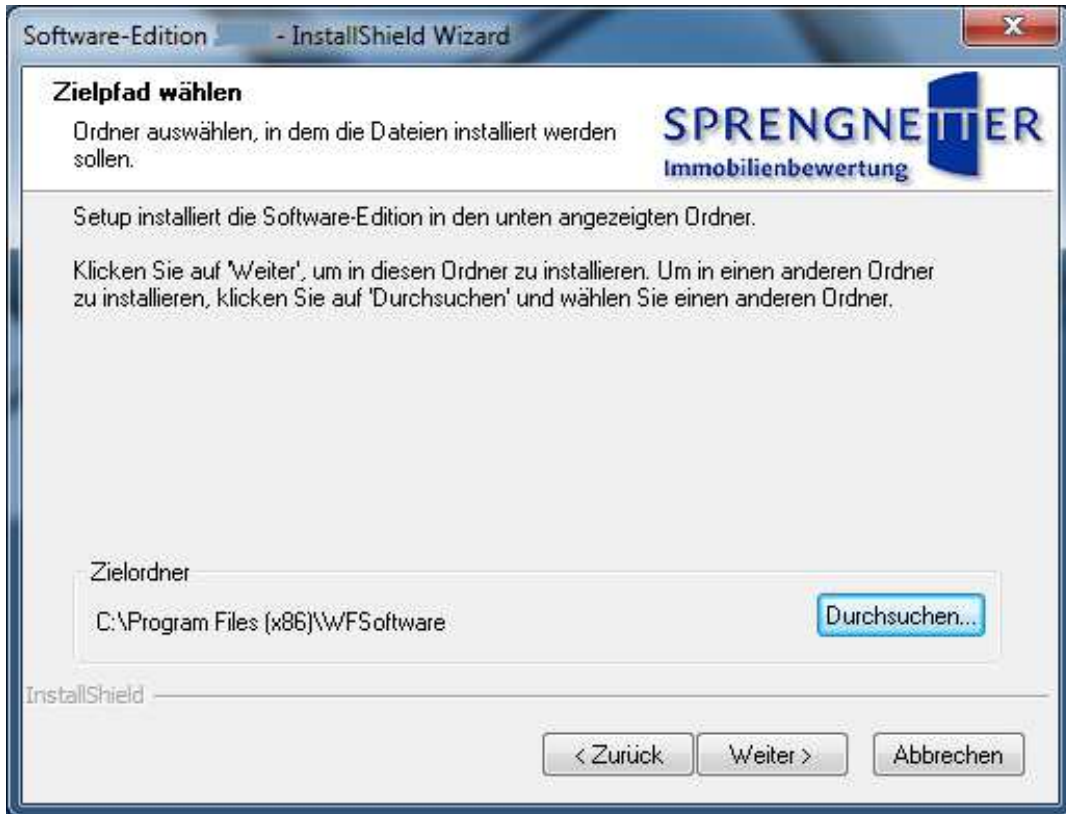 Software-Edition - InstallShield Wizard
Zielpfad wählen
Ordner auswählen, in dem die Dateien installiert werden
sollen.
SPRENGNETTER
Immobilienbewertung
Setup installiert die Software-Edition in den unten angezeigten Ordner.
Klicken Sie auf 'Weiter', um in diesen Ordner zu installieren. Um in einen anderen Ordner
zu installieren, klicken Sie auf 'Durchsuchen' und wählen Sie einen anderen Ordner.
Zielordner
C:\Program Files (x86)\WFSoftware
Durchsuchen...
InstallShield
< Zurück
Weiter >
Abbrechen